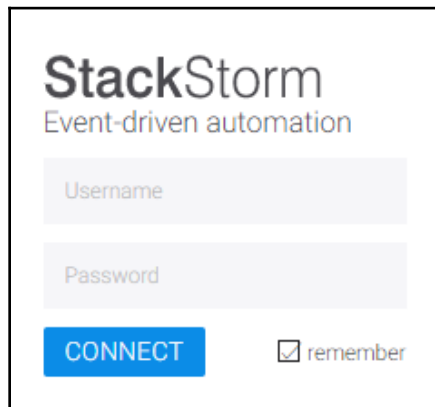 StackStorm
Event-driven automation
Username
Password
CONNECT remember